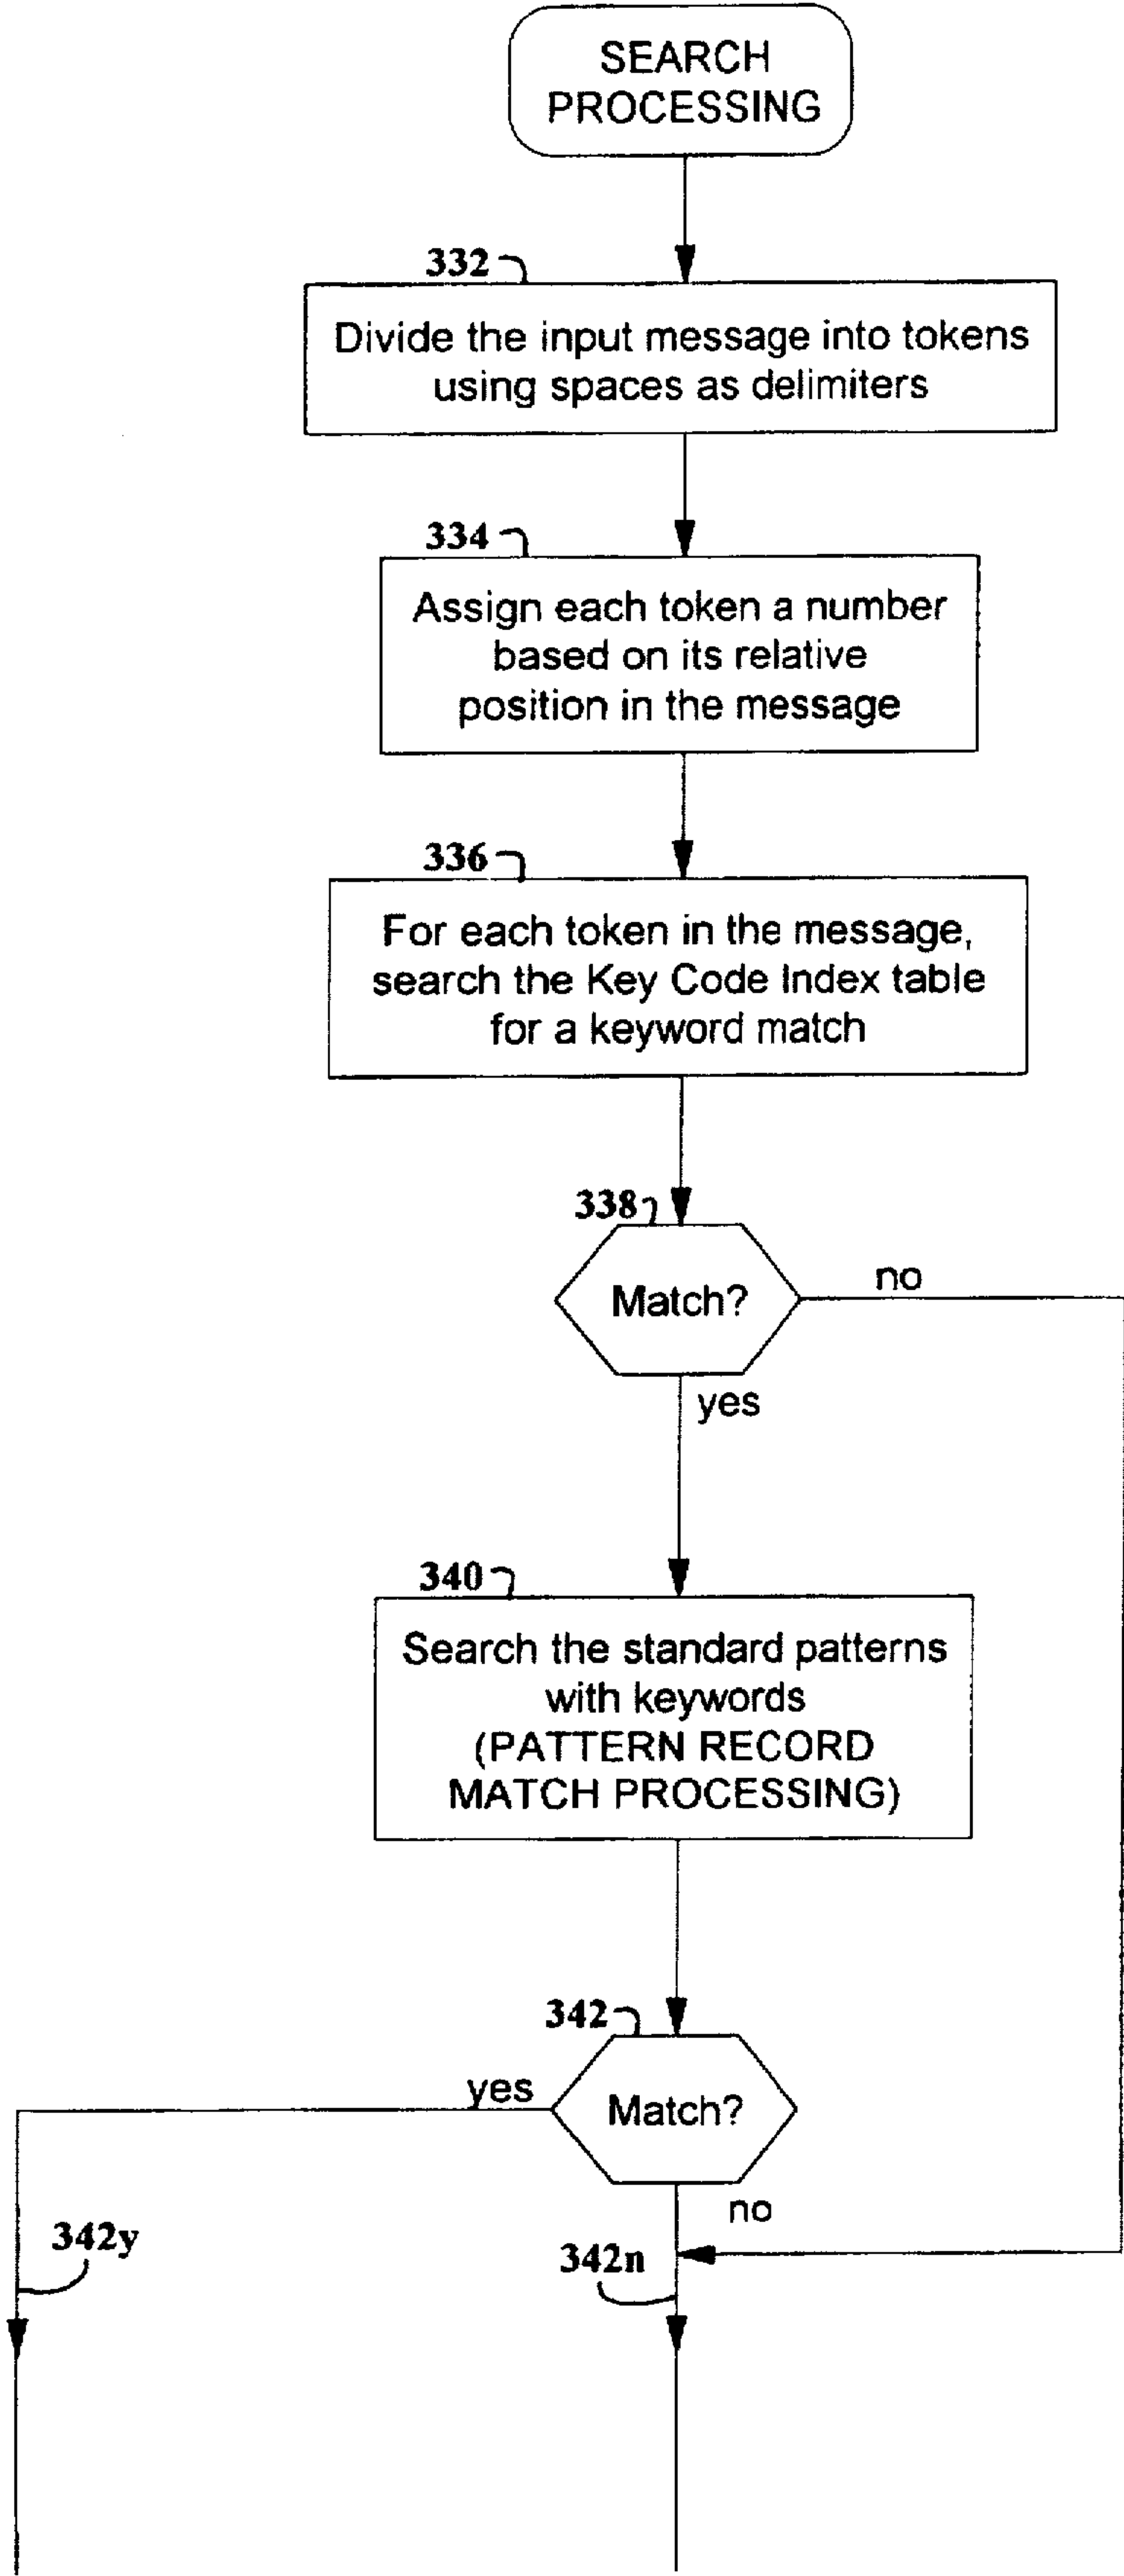 SEARCH
PROCESSING
332
Divide the input message into tokens
using spaces as delimiters
334
Assign each token a number
based on its relative
position in the message
336
For each token in the message,
search the Key Code Index table
for a keyword match
338
Match?
no
yes
340
Search the standard patterns
with keywords
(PATTERN RECORD
MATCH PROCESSING)
342
yes
Match?
no
342y
342n